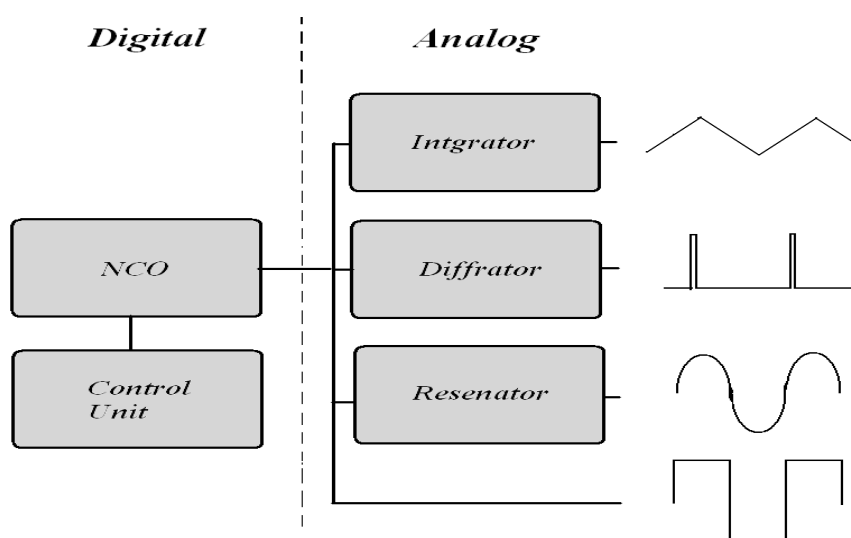 Digital
Analog
Intgrator
NCO
Diffrator
Control
Unit
Resenator